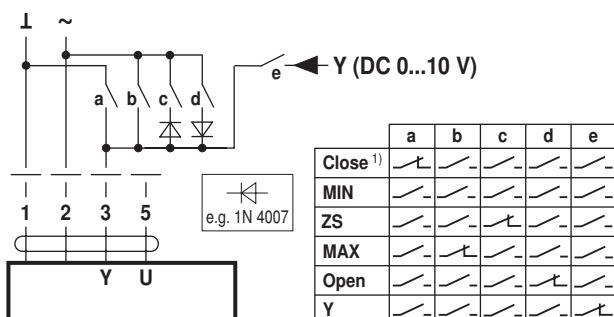 ⊥ ~
a b c d e Y (DC 0...10 V)
1 2 3 5
e.g. 1N 4007
Y U
a b c d e
Close 1)
MIN
ZS
MAX
Open
Y